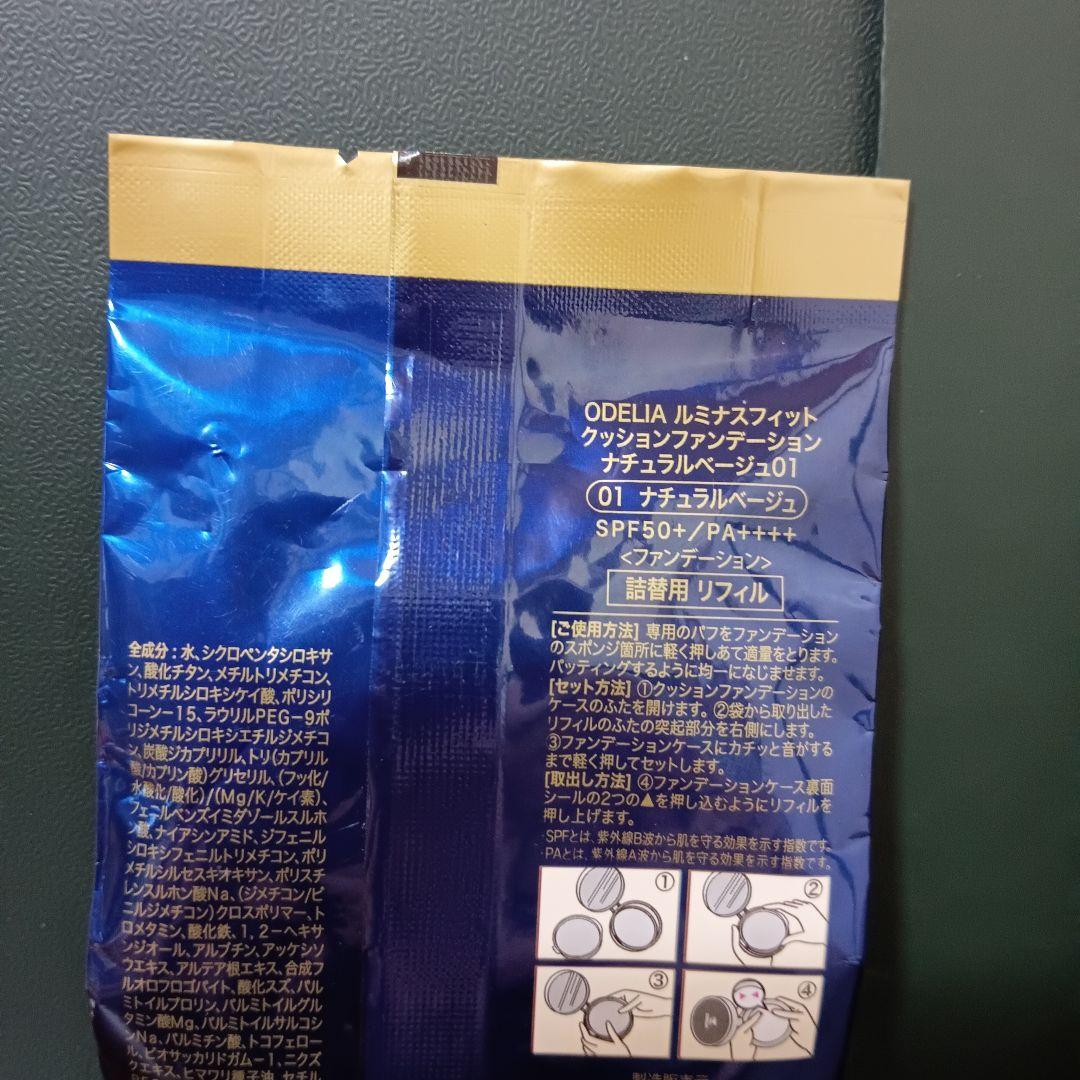 ODELIA ルミナスフィット
クッションファンデーション
ナチュラルベージュ01
01 ナチュラルベージュ
SPF50+／PA++++
<ファンデーション>
詰替用 リフィル
[ご使用方法] 専用のパフをファンデーション
のスポンジ箇所に軽く押しあて適量をとります。
パッティングするように均一になじませます。
[セット方法] ①クッションファンデーションの
ケースのふたを開けます。②袋から取り出した
リフィルのふたの突起部分を右側にします。
③ファンデーションケースにカチッと音がする
まで軽く押してセットします。
[取出し方法] ④ファンデーションケース裏面
シールの2つの▲を押し込むようにリフィルを
押し上げます。
·SPFとは、紫外線B波から肌を守る効果を示す指数です。
·PAとは、紫外線A波から肌を守る効果を示す指数です。
①
②
③
④
製造販売元
全成分：水、シクロペンタシロキサ
ン、酸化チタン、メチルトリメチコン、
トリメチルシロキシケイ酸、ポリシリ
コーン－15、ラウリルPEG－9ポ
リジメチルシロキシエチルジメチコ
ン、炭酸ジカプリリル、トリ（カプリル
酸/カプリン酸）グリセリル、（フッ化/
水酸化/酸化）/（Mg/K/ケイ素）、
フェニルベンズイミダゾールスルホ
ン酸、ナイアシンアミド、ジフェニル
シロキシフェニルトリメチコン、ポリ
メチルシルセスキオキサン、ポリスチ
レンスルホン酸Na、（ジメチコン/ビ
ニルジメチコン）クロスポリマー、ト
ロメタミン、酸化鉄、1，2－ヘキサ
ンジオール、アルブチン、アッケシソ
ウエキス、アルテア根エキス、合成フ
ルオロフロゴパイト、酸化スズ、パル
ミトイルプロリン、パルミトイルグル
タミン酸Mg、パルミトイルサルコシ
ンNa、パルミチン酸、トコフェロー
ル、ビオサッカリドガム－1、ニクズ
クエキス、ヒマワリ種子油、セチル